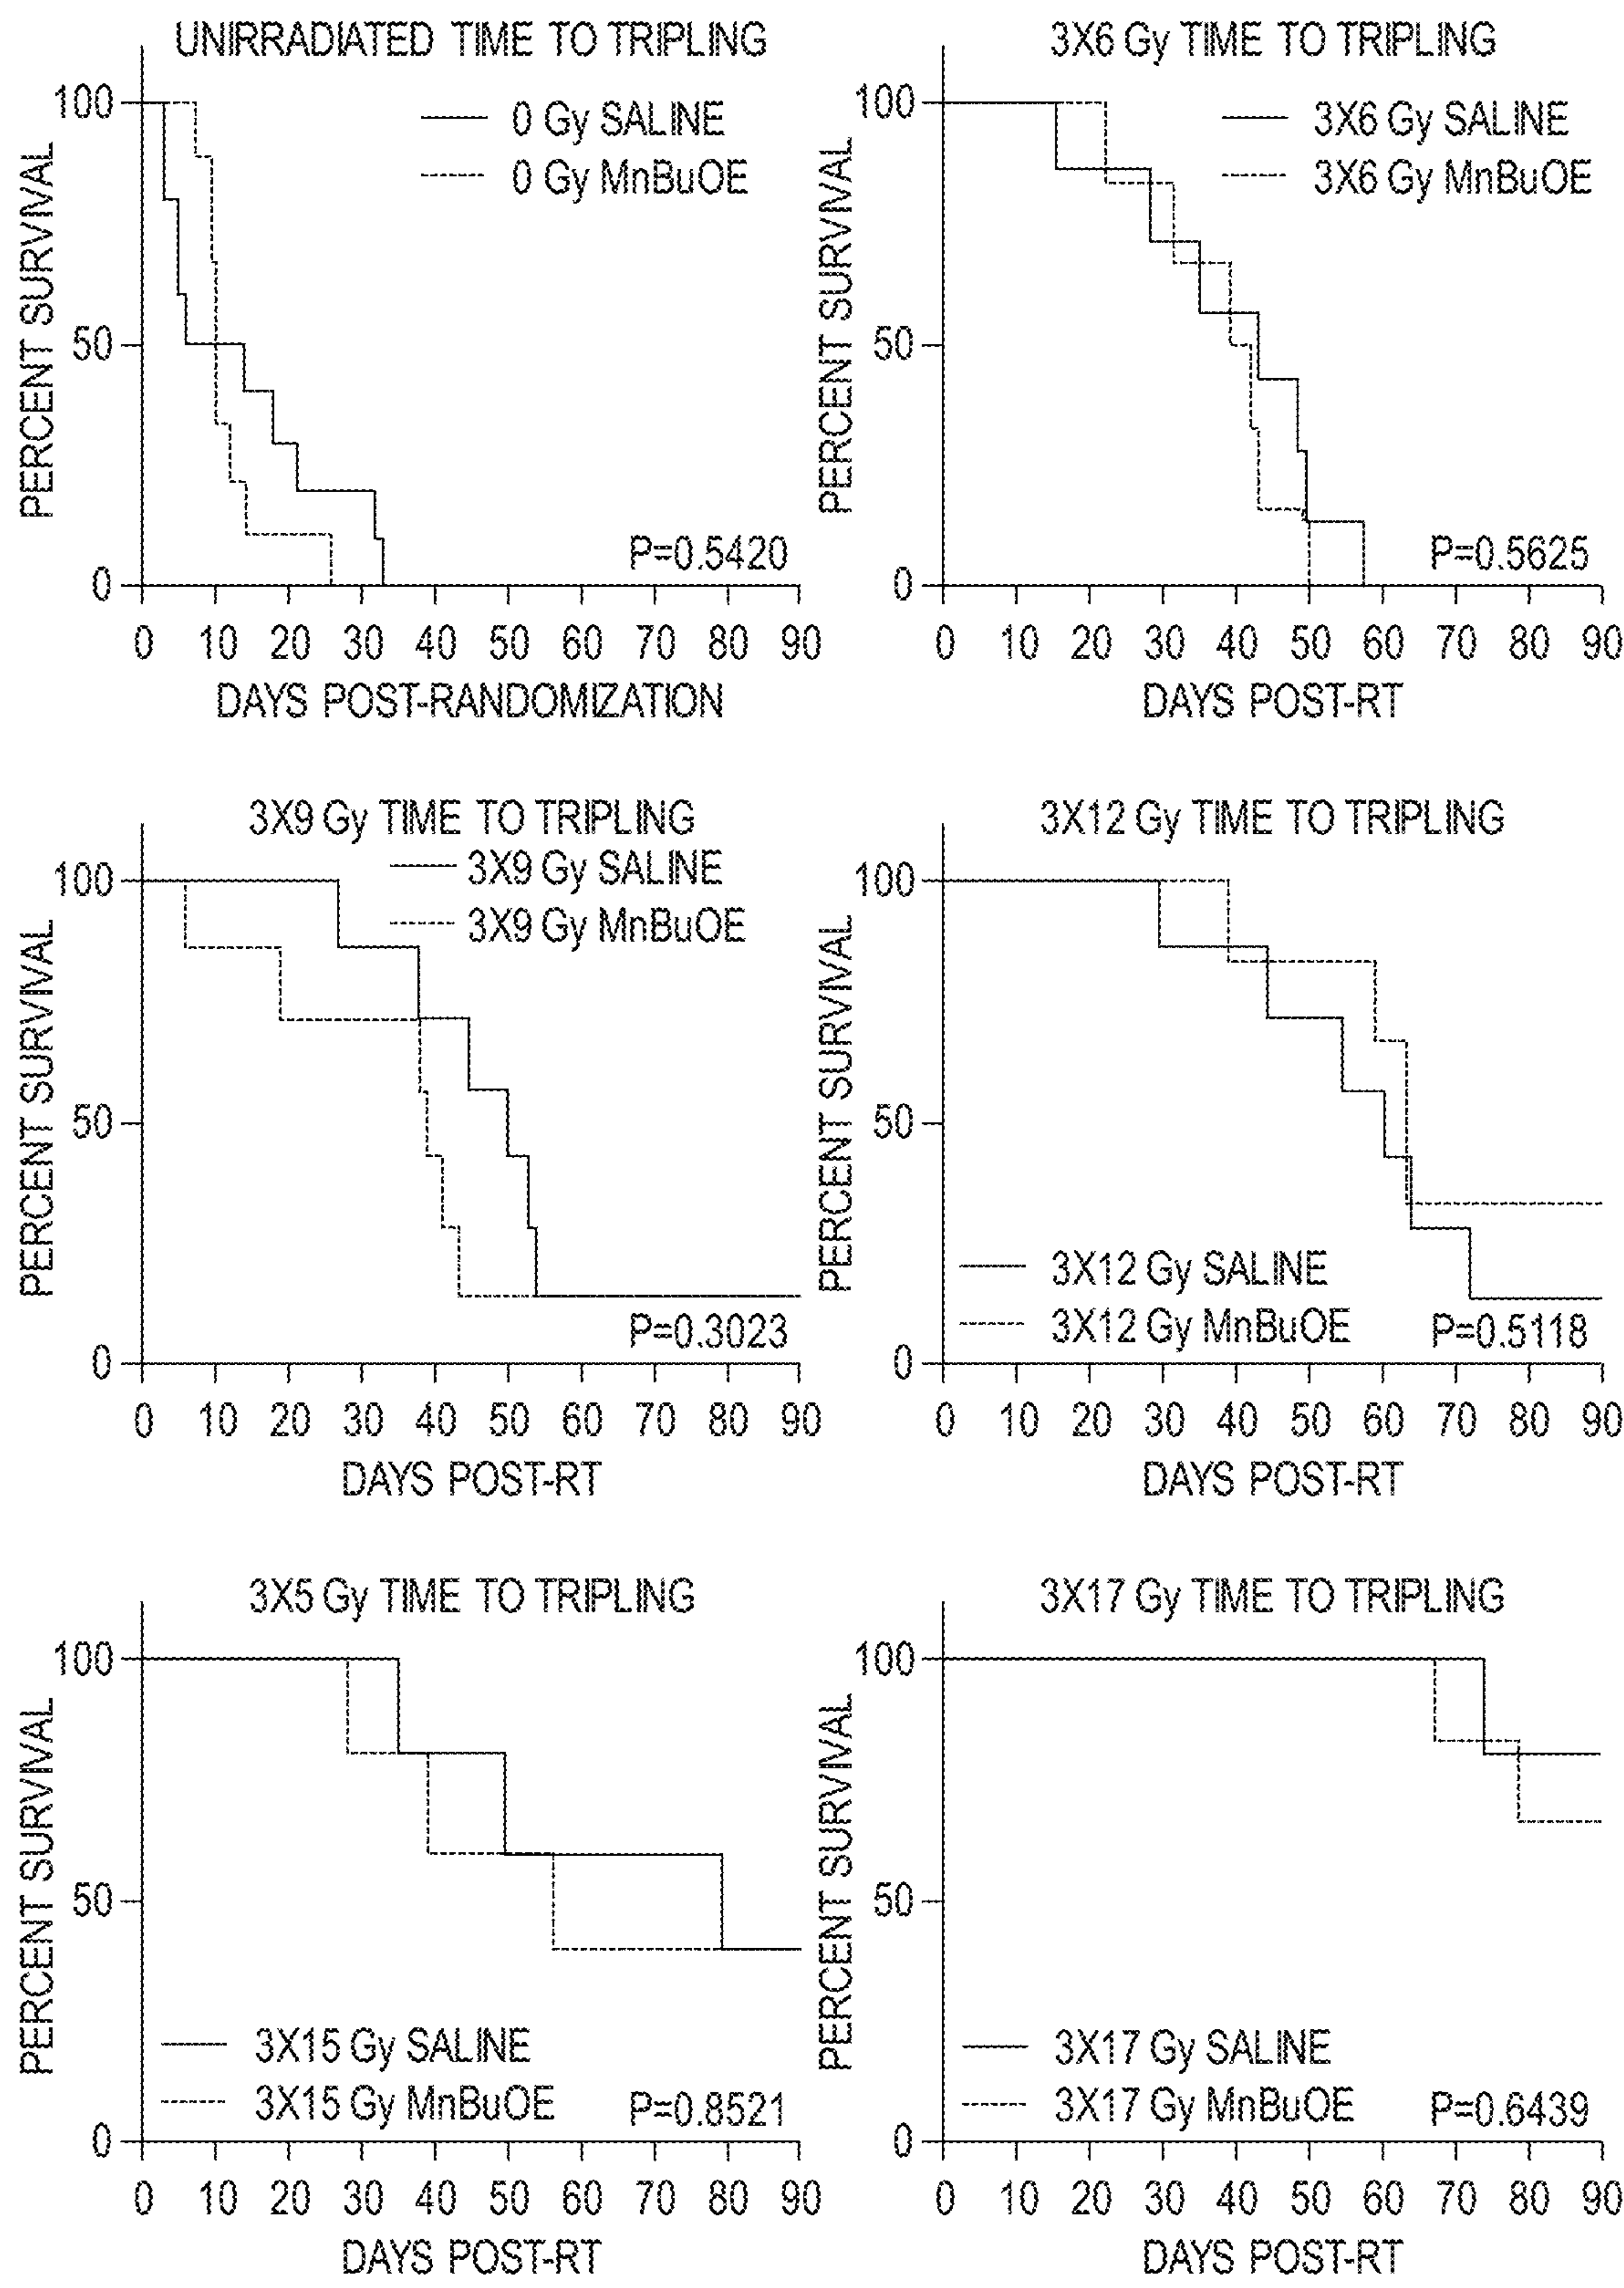 UNIRRADIATED TIME TO TRIPLING
PERCENT SURVIVAL
100
50
0
0 Gy SALINE
0 Gy MnBuOE
P=0.5420
0 10 20 30 40 50 60 70 80 90
DAYS POST-RANDOMIZATION
3X6 Gy TIME TO TRIPLING
PERCENT SURVIVAL
100
50
0
3X6 Gy SALINE
3X6 Gy MnBuOE
P=0.5625
0 10 20 30 40 50 60 70 80 90
DAYS POST-RT
3X9 Gy TIME TO TRIPLING
PERCENT SURVIVAL
100
50
0
3X9 Gy SALINE
3X9 Gy MnBuOE
P=0.3023
0 10 20 30 40 50 60 70 80 90
DAYS POST-RT
3X12 Gy TIME TO TRIPLING
PERCENT SURVIVAL
100
50
0
3X12 Gy SALINE
3X12 Gy MnBuOE
P=0.5118
0 10 20 30 40 50 60 70 80 90
DAYS POST-RT
3X5 Gy TIME TO TRIPLING
PERCENT SURVIVAL
100
50
0
3X15 Gy SALINE
3X15 Gy MnBuOE
P=0.8521
0 10 20 30 40 50 60 70 80 90
DAYS POST-RT
3X17 Gy TIME TO TRIPLING
PERCENT SURVIVAL
100
50
0
3X17 Gy SALINE
3X17 Gy MnBuOE
P=0.6439
0 10 20 30 40 50 60 70 80 90
DAYS POST-RT